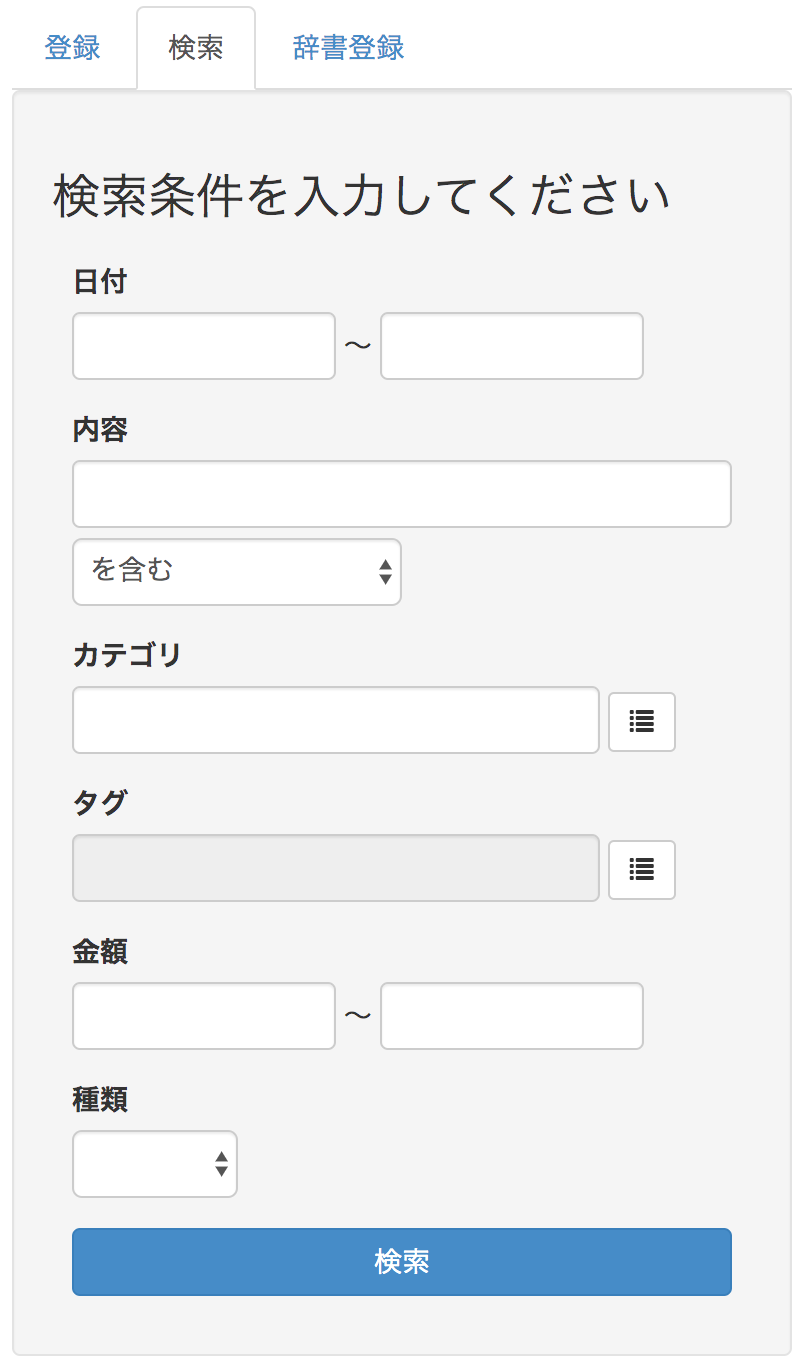 登録 検索 辞書登録
検索条件を入力してください
日付
〜
内容
を含む
カテゴリ
タグ
金額
〜
種類
検索